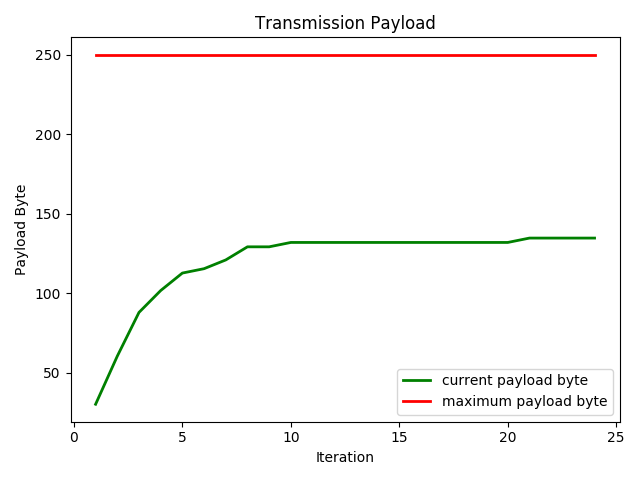 Transmission Payload
250
200
150
100
50
Payload Byte
0
5
10
15
20
25
Iteration
current payload byte
maximum payload byte